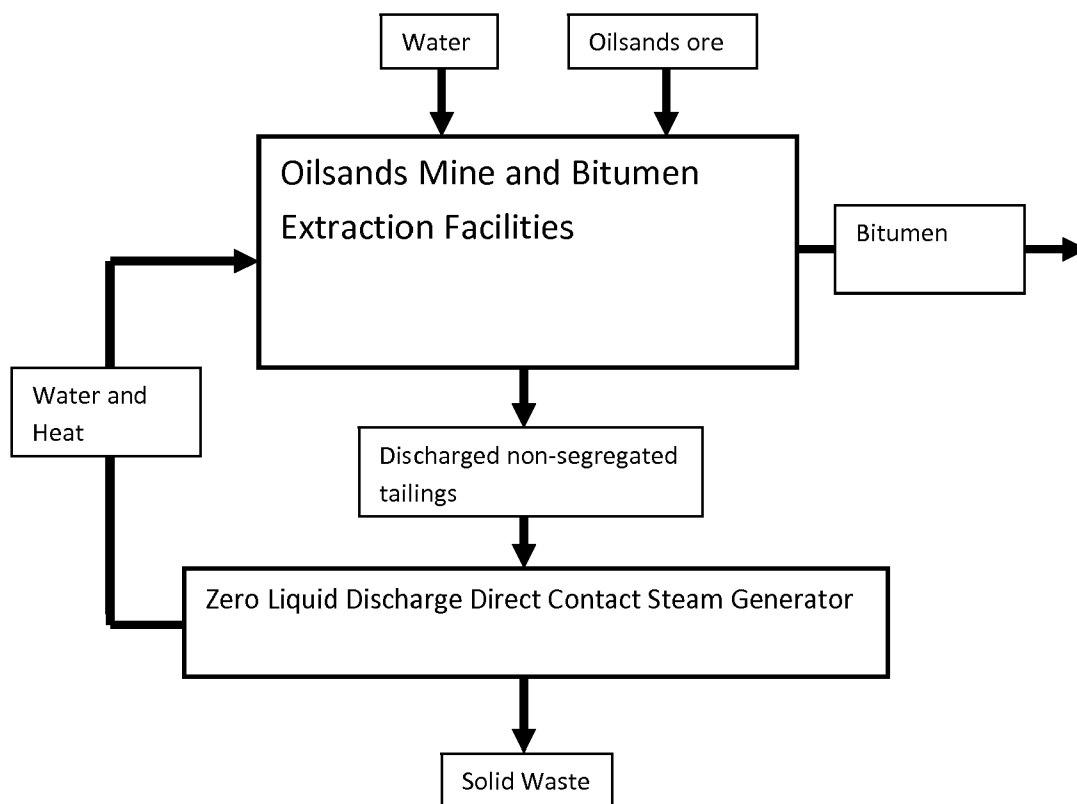 Water
Oilsands ore
Oilsands Mine and Bitumen
Extraction Facilities
Bitumen
Water and
Heat
Discharged non-segregated
tailings
Zero Liquid Discharge Direct Contact Steam Generator
Solid Waste